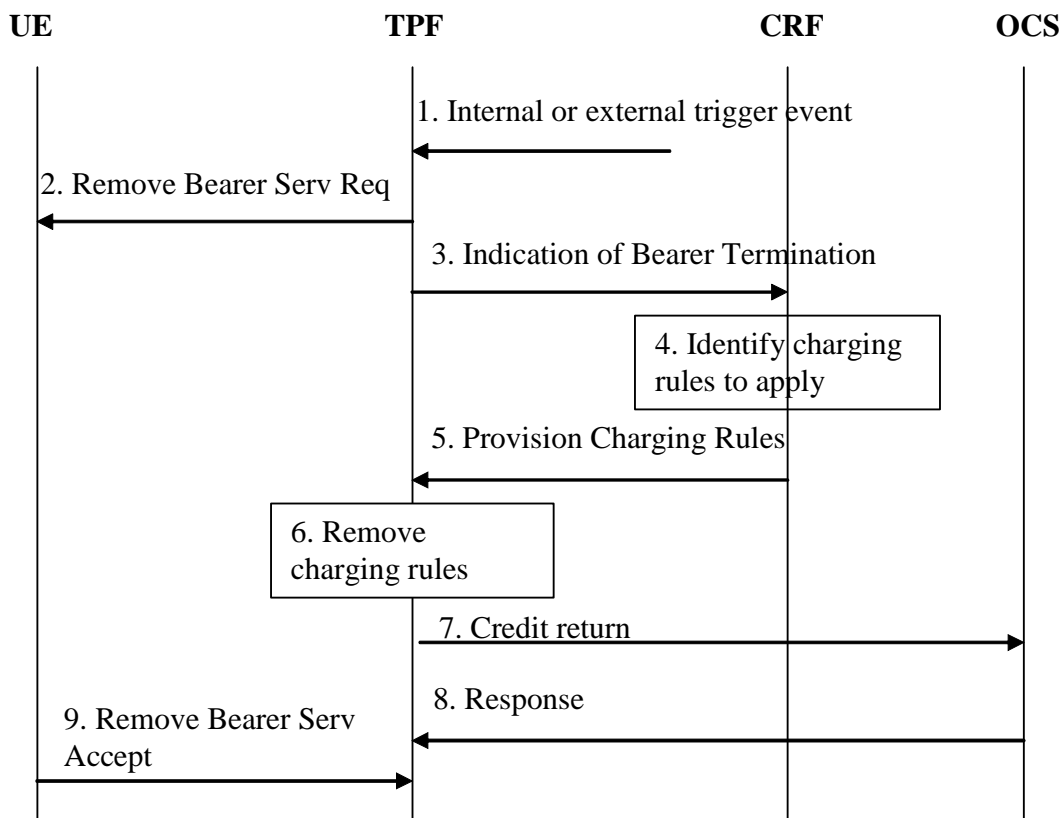 UE TPF CRF OCS
1. Internal or external trigger event
2. Remove Bearer Serv Req
3. Indication of Bearer Termination
4. Identify charging
rules to apply
5. Provision Charging Rules
6. Remove
charging rules
7. Credit return
8. Response
9. Remove Bearer Serv
Accept